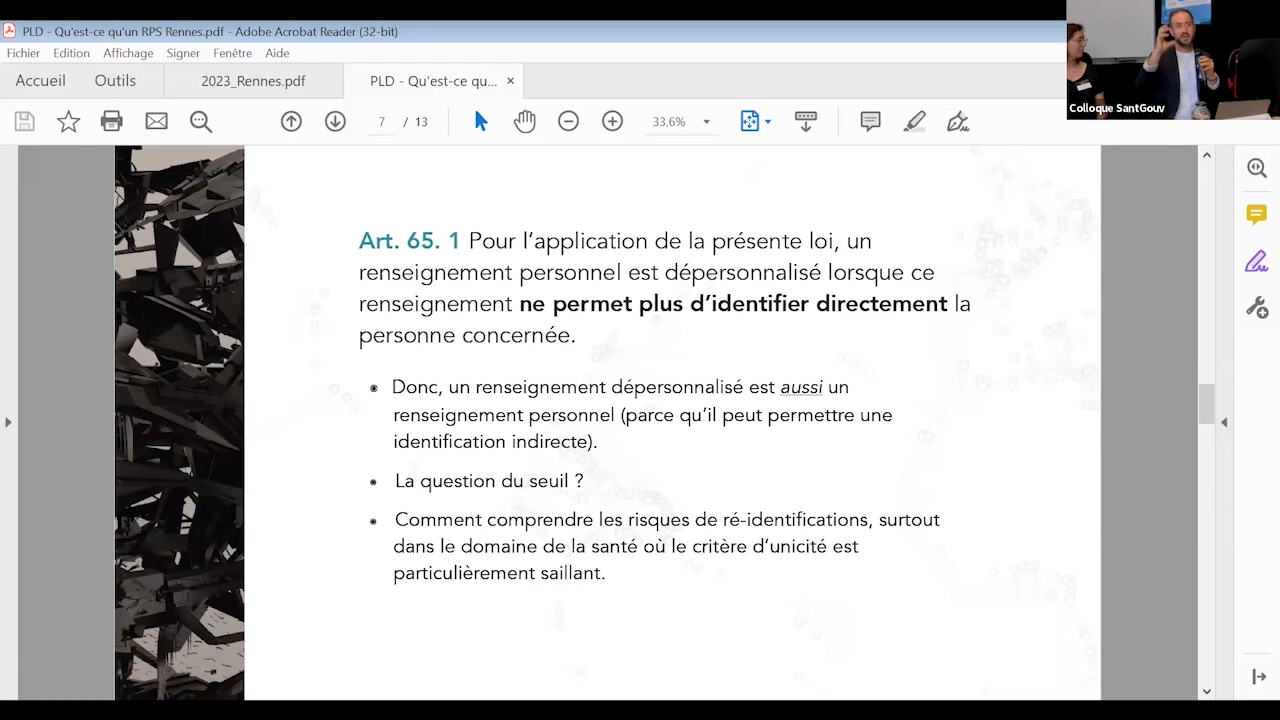 PLD - Qu'est-ce qu'un RPS Rennes.pdf - Adobe Acrobat Reader (32-bit)
Fichier Edition Affichage Signer Fenêtre Aide
Accueil Outils 2023_Rennes.pdf PLD - Qu'est-ce qu... ×
7 / 13 33,6%
Colloque SantGouv
Art. 65. 1 Pour l’application de la présente loi, un
renseignement personnel est dépersonnalisé lorsque ce
renseignement ne permet plus d’identifier directement la
personne concernée.
Donc, un renseignement dépersonnalisé est aussi un
renseignement personnel (parce qu’il peut permettre une
identification indirecte).
La question du seuil ?
Comment comprendre les risques de ré-identifications, surtout
dans le domaine de la santé où le critère d’unicité est
particulièrement saillant.